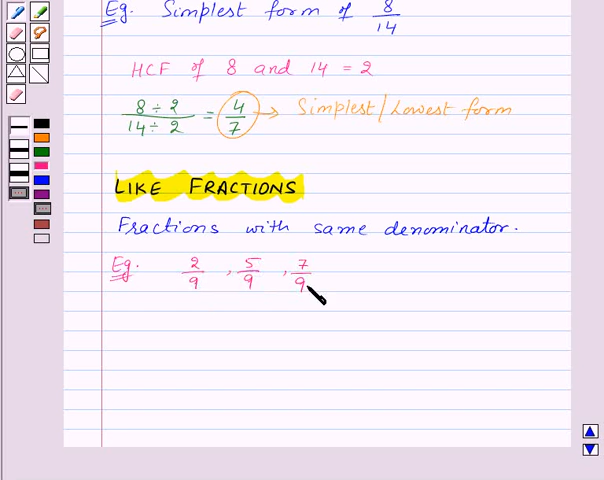 Eg. Simplest form of 8/14
HCF of 8 and 14 = 2
8 ÷ 2 / 14 ÷ 2 = 4/7 → Simplest/Lowest form
LIKE FRACTIONS
Fractions with same denominator.
Eg. 2/9, 5/9, 7/9